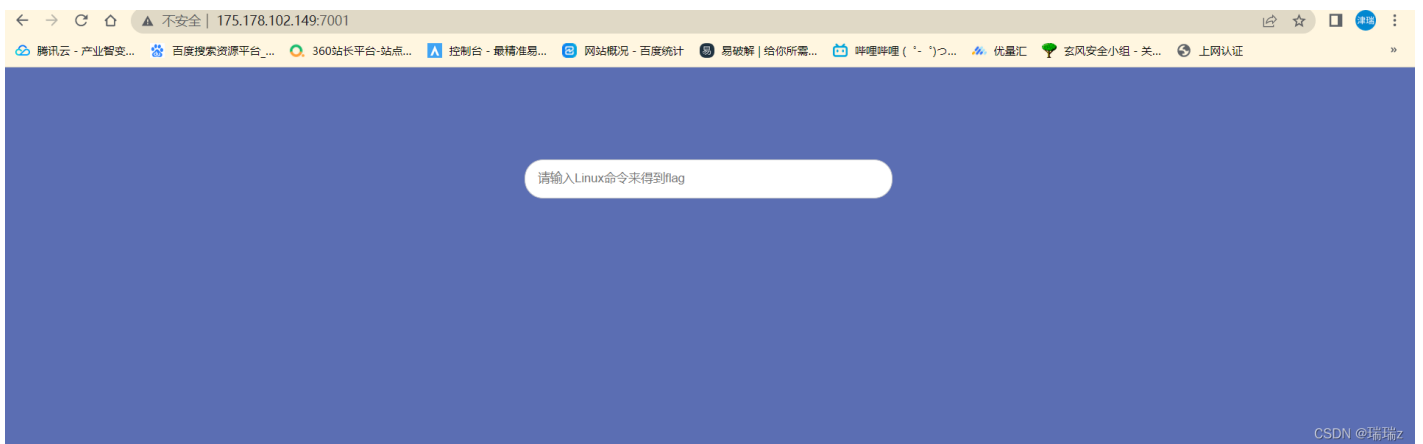 不安全 | 175.178.102.149:7001
腾讯云 - 产业智变... 百度搜索资源平台_... 360站长平台-站点... 控制台 - 最精准易... 网站概况 - 百度统计 易破解 | 给你所需... 哔哩哔哩 ( ゜- ゜)つ... 优量汇 玄风安全小组 - 关... 上网认证 »
请输入Linux命令来得到flag
CSDN @瑞瑞z